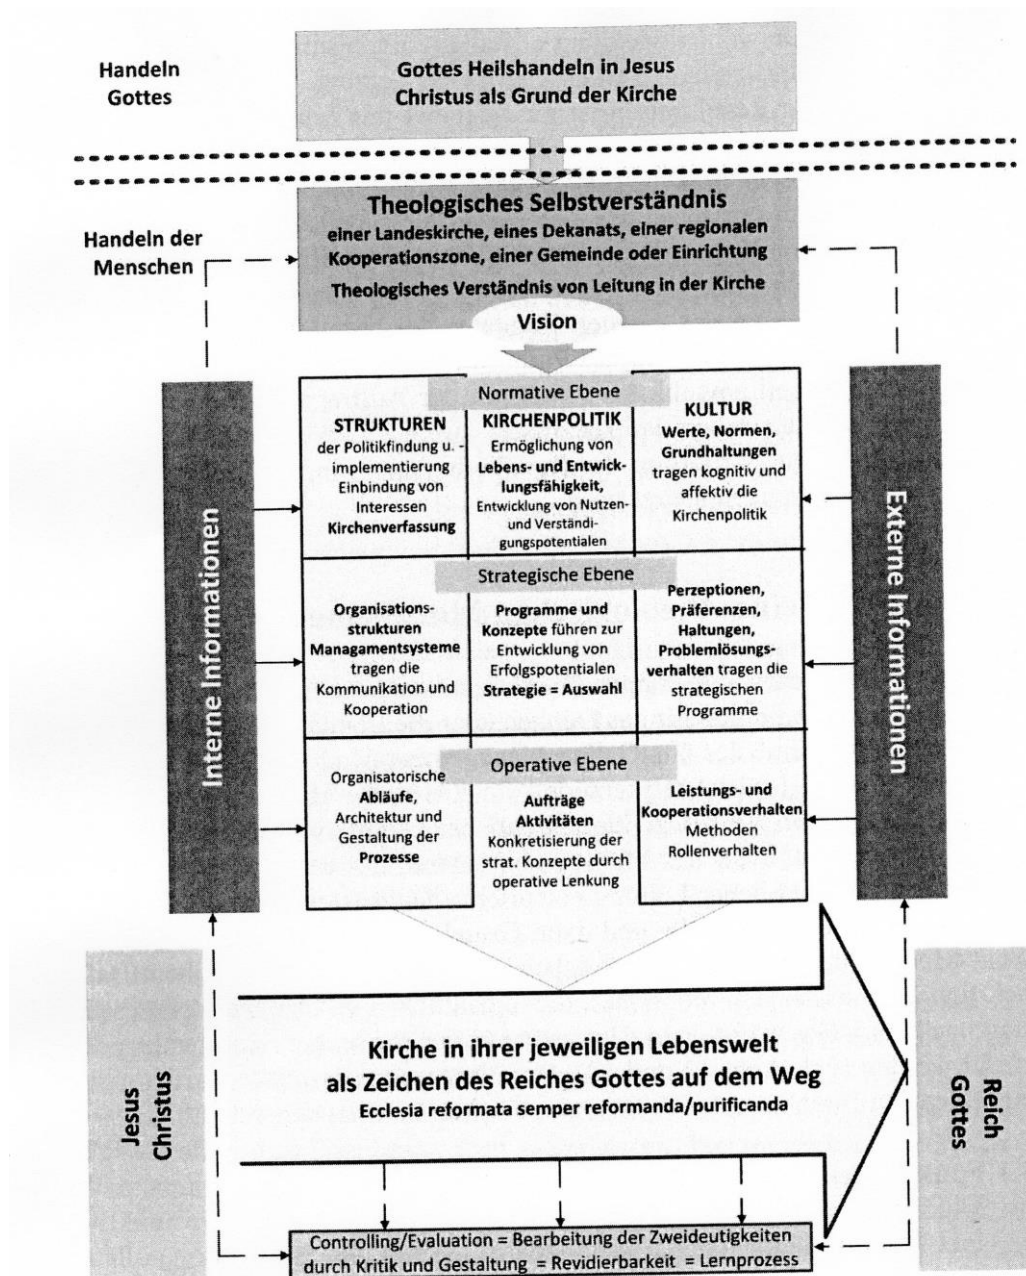 Handeln
Gottes
Gottes Heilshandeln in Jesus
Christus als Grund der Kirche
Handeln der
Menschen
Theologisches Selbstverständnis
einer Landeskirche, eines Dekanats, einer regionalen
Kooperationszone, einer Gemeinde oder Einrichtung
Theologisches Verständnis von Leitung in der Kirche
Vision
Interne Informationen
Normative Ebene
STRUKTUREN
der Politikfindung u. -
implementierung
Einbindung von
Interessen
Kirchenverfassung
KIRCHENPOLITIK
Ermöglichung von
Lebens- und Entwick-
lungsfähigkeit,
Entwicklung von Nutzen-
und Verständi-
gungspotentialen
KULTUR
Werte, Normen,
Grundhaltungen
tragen kognitiv und
affektiv die
Kirchenpolitik
Externe Informationen
Strategische Ebene
Organisations-
strukturen
Managamentsysteme
tragen die
Kommunikation und
Kooperation
Programme und
Konzepte führen zur
Entwicklung von
Erfolgspotentialen
Strategie = Auswahl
Perzeptionen,
Präferenzen,
Haltungen,
Problemlösungs-
verhalten tragen die
strategischen
Programme
Operative Ebene
Organisatorische
Abläufe,
Architektur und
Gestaltung der
Prozesse
Aufträge
Aktivitäten
Konkretisierung der
strat. Konzepte durch
operative Lenkung
Leistungs- und
Kooperationsverhalten
Methoden
Rollenverhalten
Jesus
Christus
Kirche in ihrer jeweiligen Lebenswelt
als Zeichen des Reiches Gottes auf dem Weg
Ecclesia reformata semper reformanda/purificanda
Reich
Gottes
Controlling/Evaluation = Bearbeitung der Zweideutigkeiten
durch Kritik und Gestaltung = Revidierbarkeit = Lernprozess